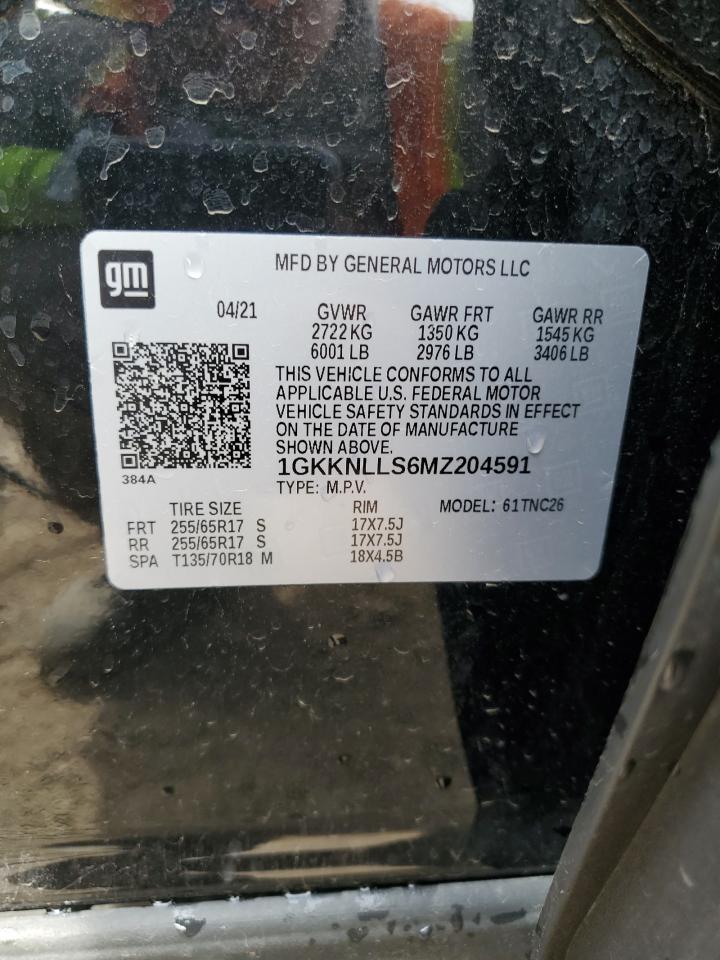 gm
MFD BY GENERAL MOTORS LLC
04/21 GVWR GAWR FRT GAWR RR
2722 KG 1350 KG 1545 KG
6001 LB 2976 LB 3406 LB
THIS VEHICLE CONFORMS TO ALL
APPLICABLE U.S. FEDERAL MOTOR
VEHICLE SAFETY STANDARDS IN EFFECT
ON THE DATE OF MANUFACTURE
SHOWN ABOVE.
1GKKNLLS6MZ204591
384A
TYPE: M.P.V.
TIRE SIZE RIM MODEL: 61TNC26
FRT 255/65R17 S 17X7.5J
RR 255/65R17 S 17X7.5J
SPA T135/70R18 M 18X4.5B